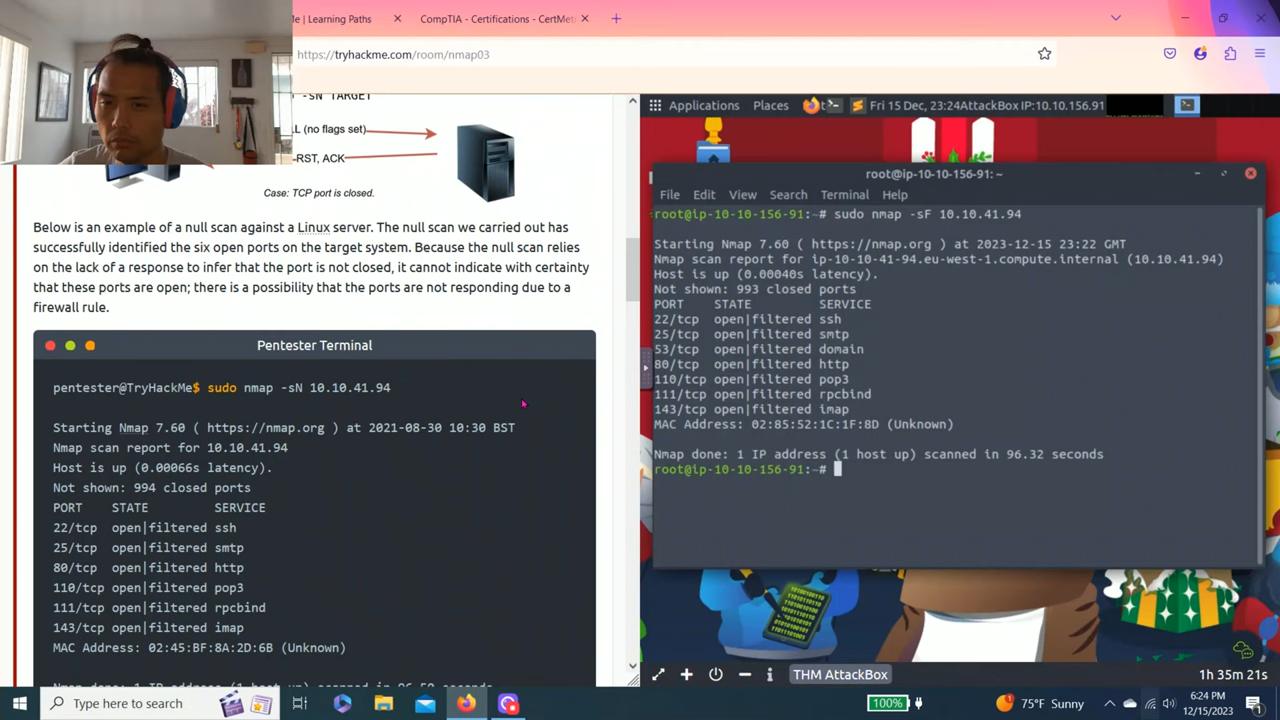 Me | Learning Paths
CompTIA - Certifications - CertMet
https://tryhackme.com/room/nmap03
-sN TARGET
LL (no flags set)
RST, ACK
Case: TCP port is closed.
Below is an example of a null scan against a Linux server. The null scan we carried out has
successfully identified the six open ports on the target system. Because the null scan relies
on the lack of a response to infer that the port is not closed, it cannot indicate with certainty
that these ports are open; there is a possibility that the ports are not responding due to a
firewall rule.
Pentester Terminal
pentester@TryHackMe$ sudo nmap -sN 10.10.41.94
Starting Nmap 7.60 ( https://nmap.org ) at 2021-08-30 10:30 BST
Nmap scan report for 10.10.41.94
Host is up (0.00066s latency).
Not shown: 994 closed ports
PORT STATE SERVICE
22/tcp open|filtered ssh
25/tcp open|filtered smtp
80/tcp open|filtered http
110/tcp open|filtered pop3
111/tcp open|filtered rpcbind
143/tcp open|filtered imap
MAC Address: 02:45:BF:8A:2D:6B (Unknown)
Applications Places Fri 15 Dec, 23:24 AttackBox IP:10.10.156.91
root@ip-10-10-156-91: ~
File Edit View Search Terminal Help
root@ip-10-10-156-91:~# sudo nmap -sF 10.10.41.94
Starting Nmap 7.60 ( https://nmap.org ) at 2023-12-15 23:22 GMT
Nmap scan report for ip-10-10-41-94.eu-west-1.compute.internal (10.10.41.94)
Host is up (0.00040s latency).
Not shown: 993 closed ports
PORT STATE SERVICE
22/tcp open|filtered ssh
25/tcp open|filtered smtp
53/tcp open|filtered domain
80/tcp open|filtered http
110/tcp open|filtered pop3
111/tcp open|filtered rpcbind
143/tcp open|filtered imap
MAC Address: 02:85:52:1C:1F:8D (Unknown)
Nmap done: 1 IP address (1 host up) scanned in 96.32 seconds
root@ip-10-10-156-91:~#
THM AttackBox
1h 35m 21s
Type here to search
100%
75°F Sunny
6:24 PM
12/15/2023
1